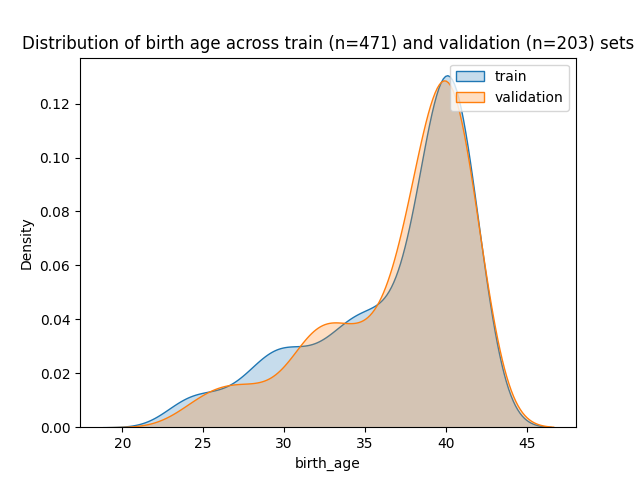 Distribution of birth age across train (n=471) and validation (n=203) sets
train
validation
0.12
0.10
0.08
0.06
0.04
0.02
0.00
Density
20 25 30 35 40 45
birth_age